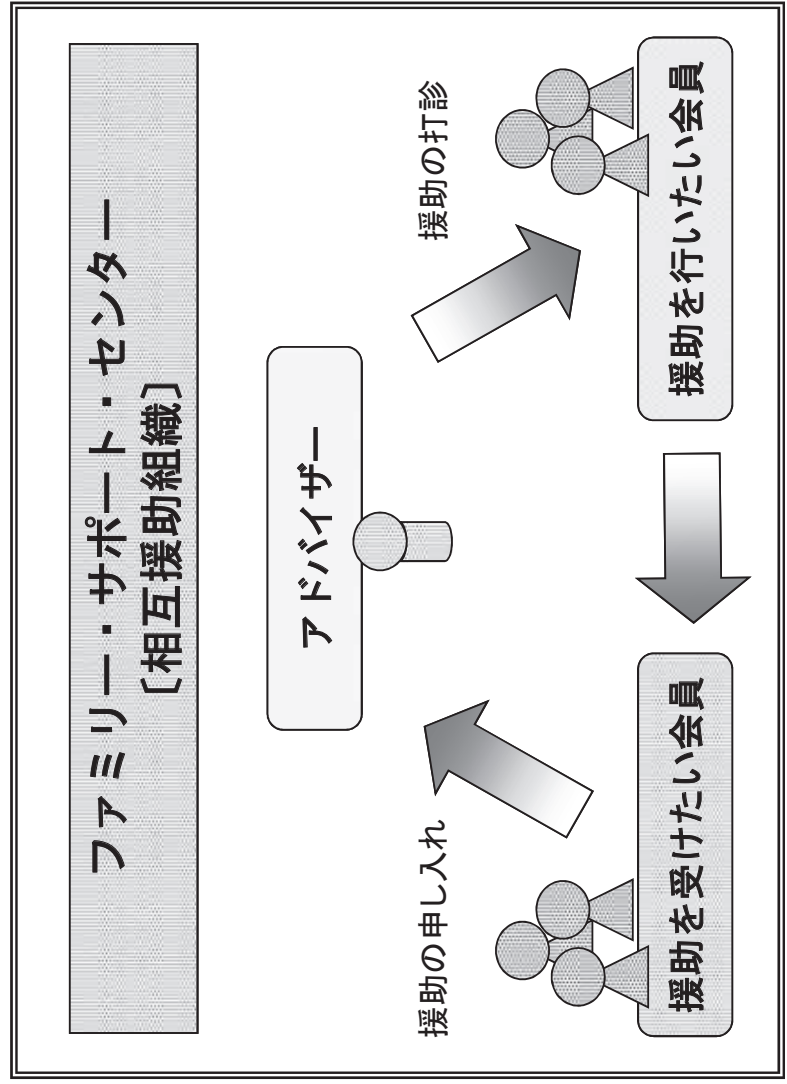 ファミリー・サポート・センター
〔相互援助組織〕
アドバイザー
援助の申し入れ
援助の打診
援助を受けたい会員
援助を行いたい会員